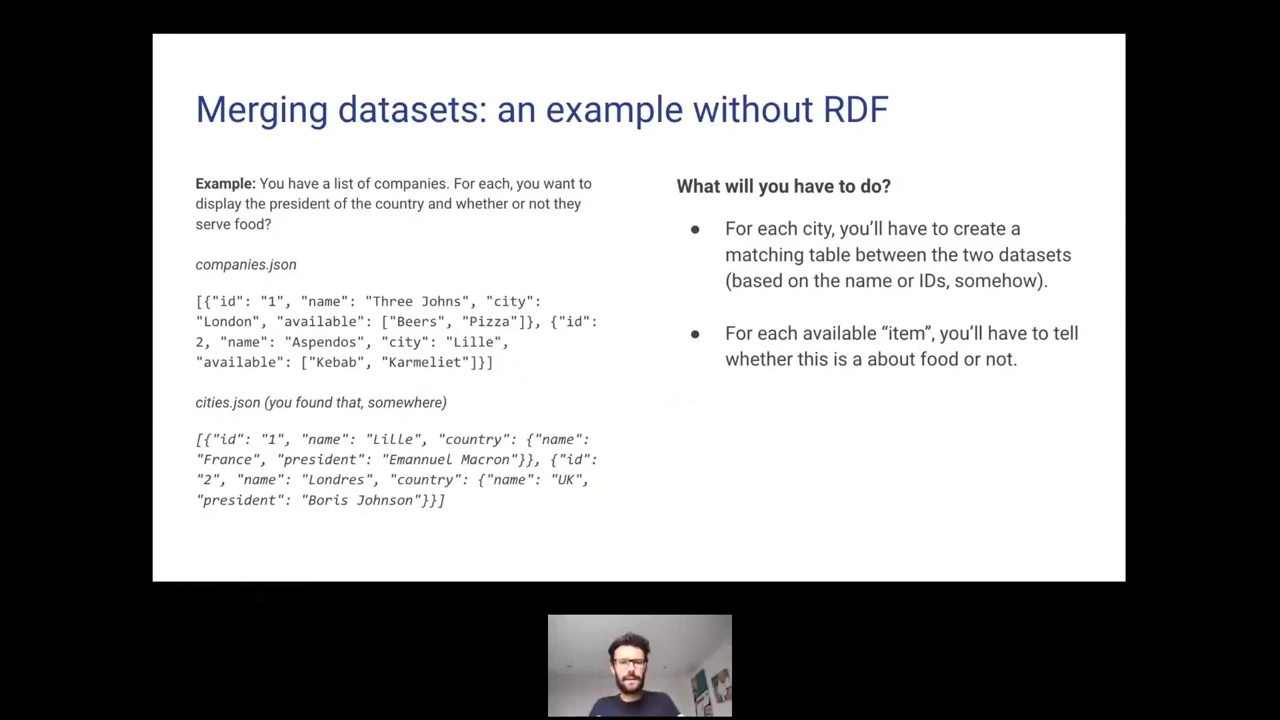 Merging datasets: an example without RDF
Example: You have a list of companies. For each, you want to
display the president of the country and whether or not they
serve food?
companies.json
[{"id": "1", "name": "Three Johns", "city":
"London", "available": ["Beers", "Pizza"]}, {"id":
2, "name": "Aspendos", "city": "Lille",
"available": ["Kebab", "Karmeliet"]}]
cities.json (you found that, somewhere)
[{"id": "1", "name": "Lille", "country": {"name":
"France", "president": "Emannuel Macron"}}, {"id":
"2", "name": "Londres", "country": {"name": "UK",
"president": "Boris Johnson"}}]
What will you have to do?
● For each city, you’ll have to create a
matching table between the two datasets
(based on the name or IDs, somehow).
● For each available “item”, you’ll have to tell
whether this is a about food or not.